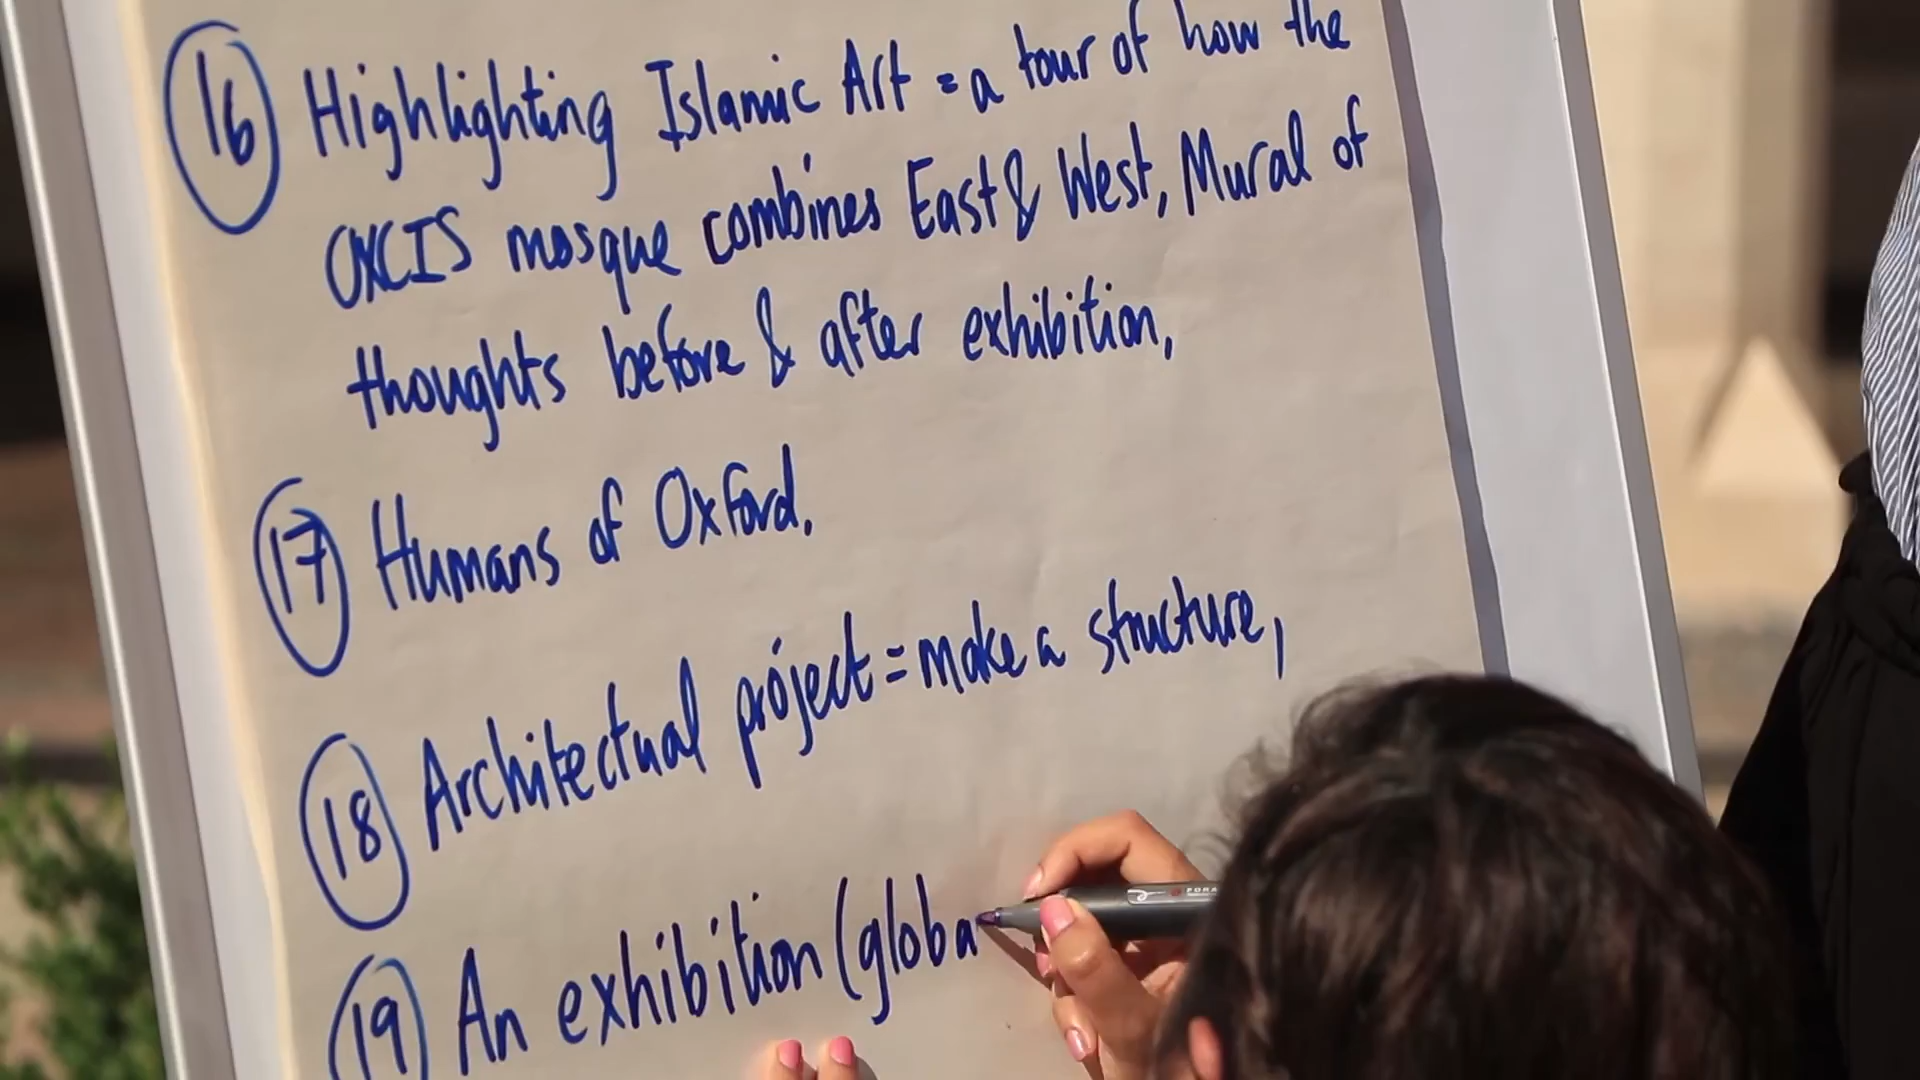 16 Highlighting Islamic Art = a tour of how the
OXCIS mosque combines East & West, Mural of
thoughts before & after exhibition,
17 Humans of Oxford.
18 Architectual project = make a structure,
19 An exhibition (globa